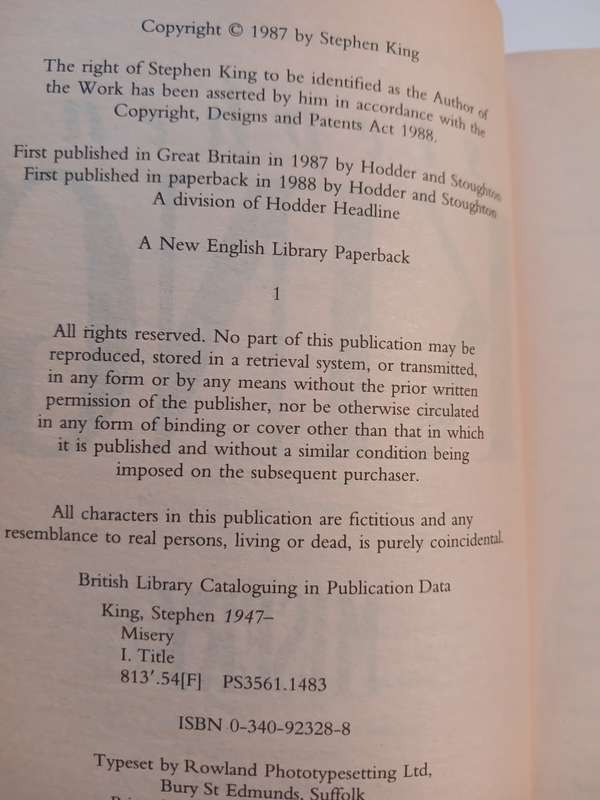 Copyright © 1987 by Stephen King
The right of Stephen King to be identified as the Author of
the Work has been asserted by him in accordance with the
Copyright, Designs and Patents Act 1988.
First published in Great Britain in 1987 by Hodder and Stoughton
First published in paperback in 1988 by Hodder and Stoughton
A division of Hodder Headline
A New English Library Paperback
1
All rights reserved. No part of this publication may be
reproduced, stored in a retrieval system, or transmitted,
in any form or by any means without the prior written
permission of the publisher, nor be otherwise circulated
in any form of binding or cover other than that in which
it is published and without a similar condition being
imposed on the subsequent purchaser.
All characters in this publication are fictitious and any
resemblance to real persons, living or dead, is purely coincidental.
British Library Cataloguing in Publication Data
King, Stephen 1947–
Misery
I. Title
813′.54[F] PS3561.1483
ISBN 0-340-92328-8
Typeset by Rowland Phototypesetting Ltd,
Bury St Edmunds, Suffolk